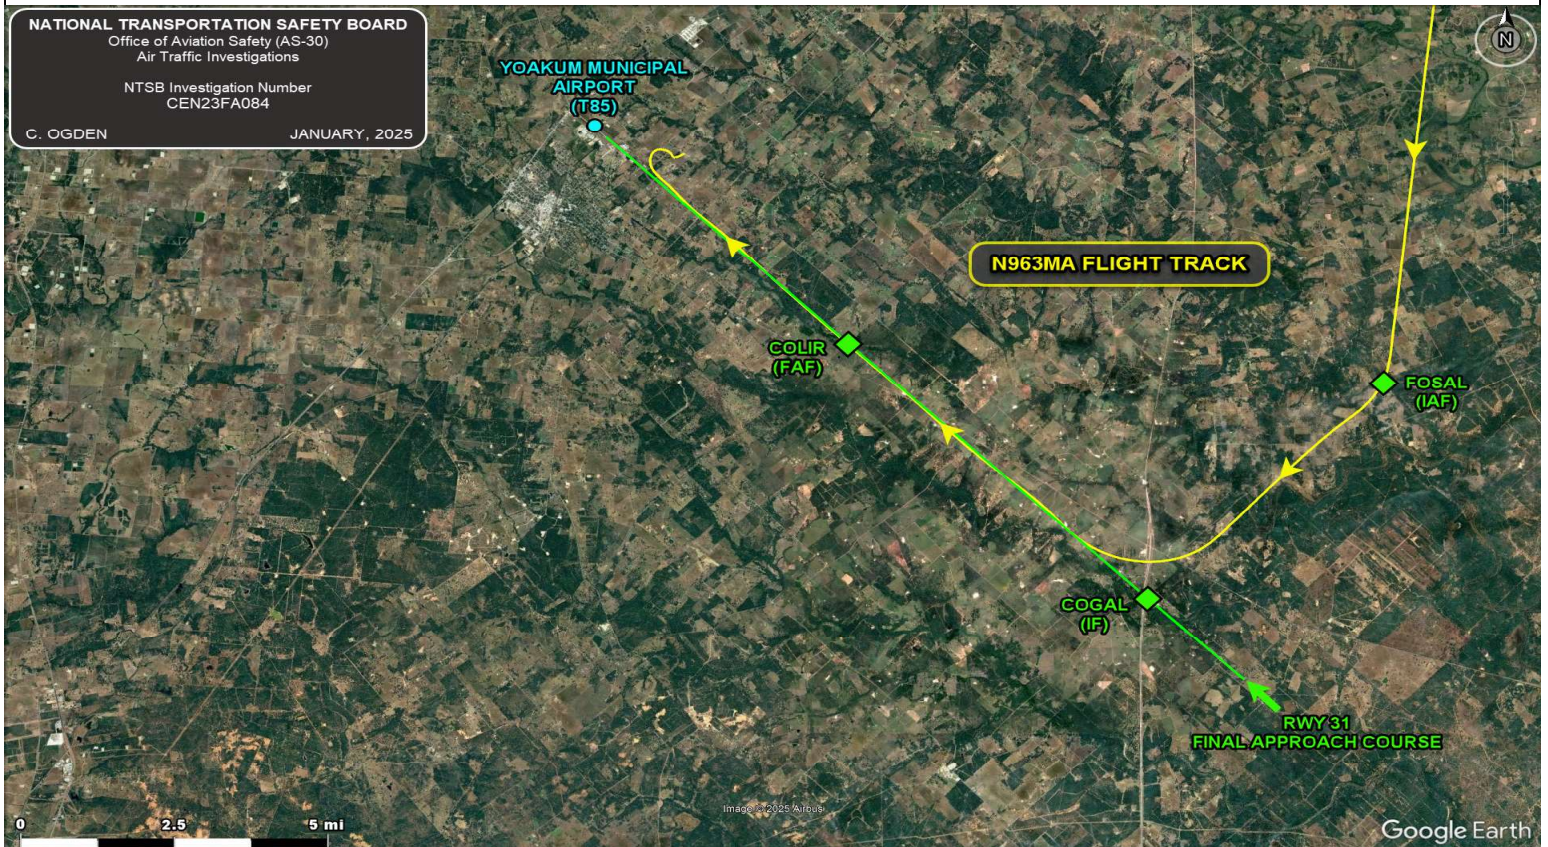 NATIONAL TRANSPORTATION SAFETY BOARD
Office of Aviation Safety (AS-30)
Air Traffic Investigations
NTSB Investigation Number
CEN23FA084
C. OGDEN JANUARY, 2025
N
YOAKUM MUNICIPAL
AIRPORT
(T85)
N963MA FLIGHT TRACK
COLIR
(FAF)
FOSAL
(IAF)
COGAL
(IF)
RWY 31
FINAL APPROACH COURSE
Image © 2025 Airbus
0 2.5 5 mi
Google Earth